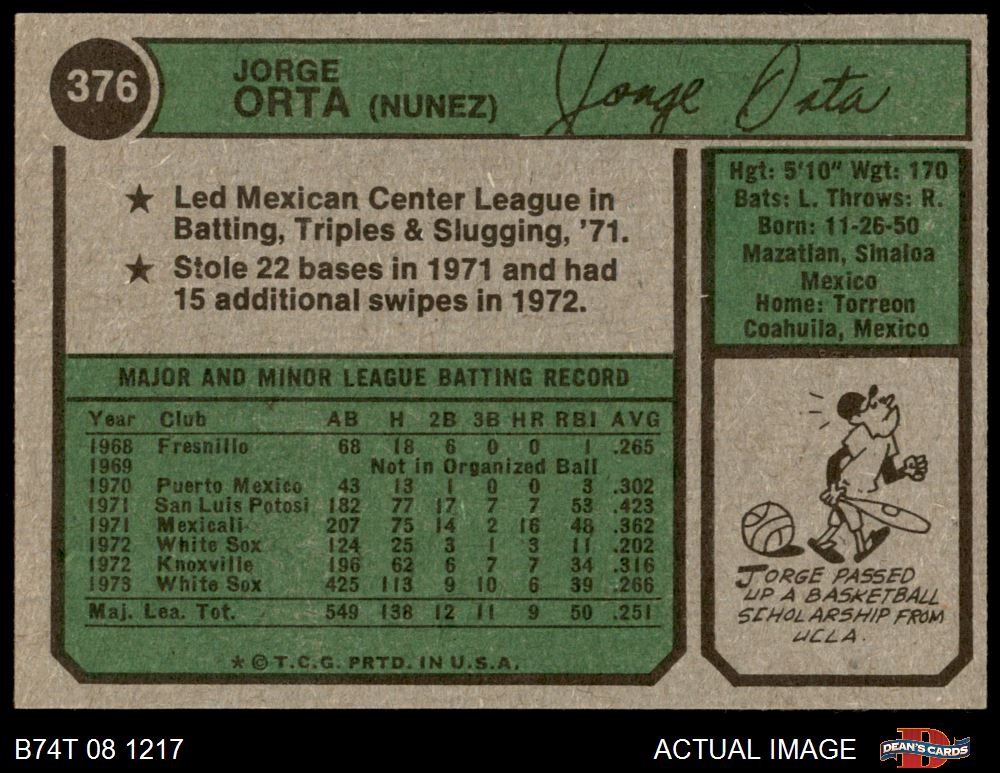 376
JORGE
ORTA (NUNEZ)
Jorge Orta
★ Led Mexican Center League in
Batting, Triples & Slugging, '71.
★ Stole 22 bases in 1971 and had
15 additional swipes in 1972.
MAJOR AND MINOR LEAGUE BATTING RECORD
Year Club AB H 2B 3B HR RBI AVG
1968 Fresnillo 68 18 6 0 0 1 .265
1969 Not in Organized Ball
1970 Puerto Mexico 43 13 1 0 0 3 .302
1971 San Luis Potosi 182 77 17 7 7 53 .423
1971 Mexicali 207 75 14 2 16 48 .362
1972 White Sox 124 25 3 1 3 11 .202
1972 Knoxville 196 62 6 7 7 34 .316
1973 White Sox 425 113 9 10 6 39 .266
Maj. Lea. Tot. 549 138 12 11 9 50 .251
★ © T.C.G. PRTD. IN U.S.A.
Hgt: 5'10" Wgt: 170
Bats: L. Throws: R.
Born: 11-26-50
Mazatlan, Sinaloa
Mexico
Home: Torreon
Coahuila, Mexico
JORGE PASSED
UP A BASKETBALL
SCHOLARSHIP FROM
UCLA.
B74T 08 1217
ACTUAL IMAGE
DEAN'S CARDS